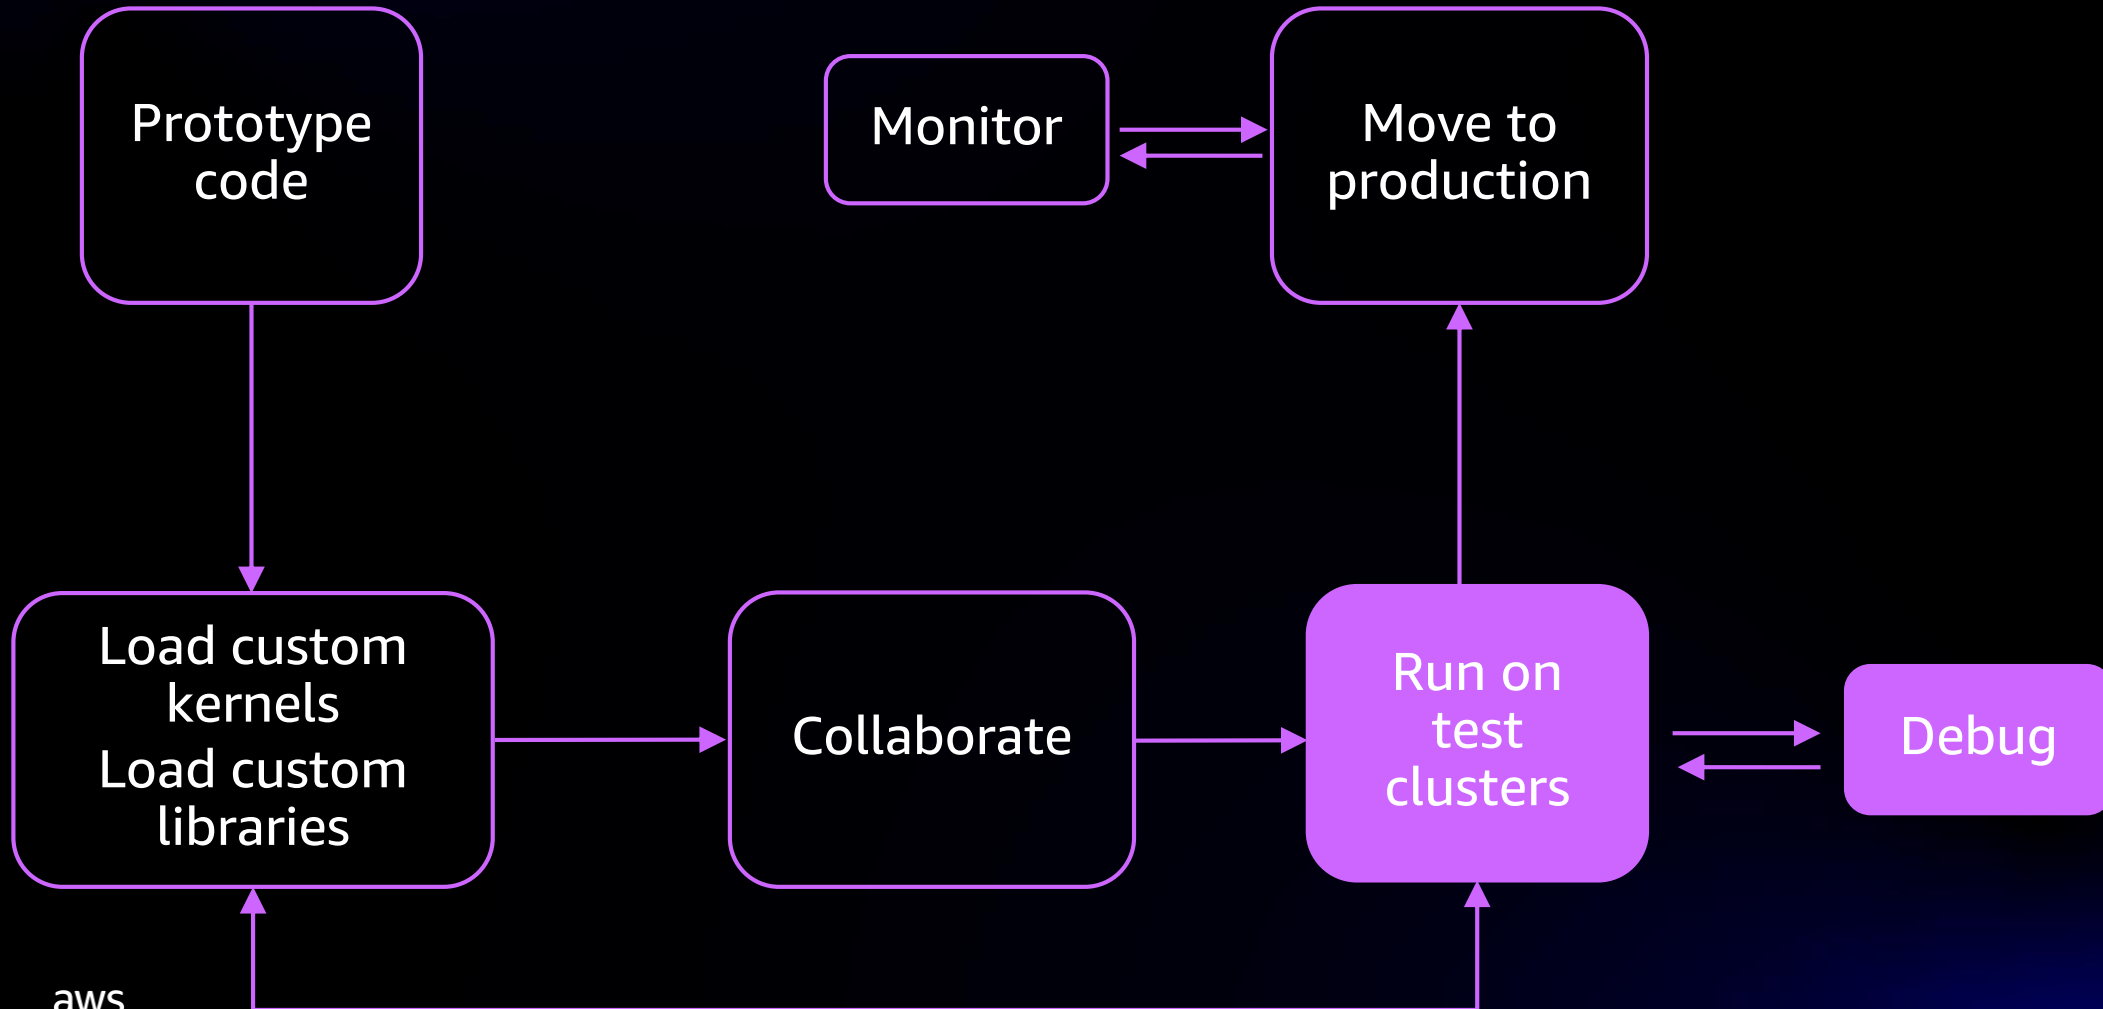 Prototype
code
Monitor
Move to
production
Load custom
kernels
Load custom
libraries
Collaborate
Run on
test
clusters
Debug
aws